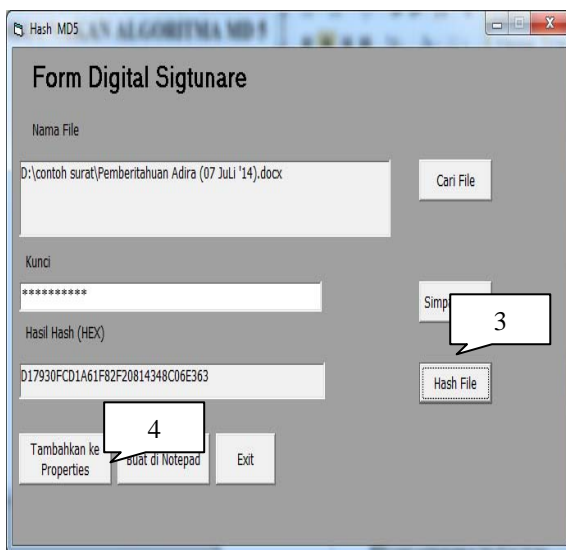 Hash MD5
Form Digital Sigtunare
Nama File
D:\contoh surat\Pemberitahuan Adira (07 JuLi '14).docx
Cari File
Kunci
**********
Hasil Hash (HEX)
3
D17930FCD1A61F82F20814348C06E363
Hash File
4
Tambahkan ke
Properties
Buat di Notepad
Exit